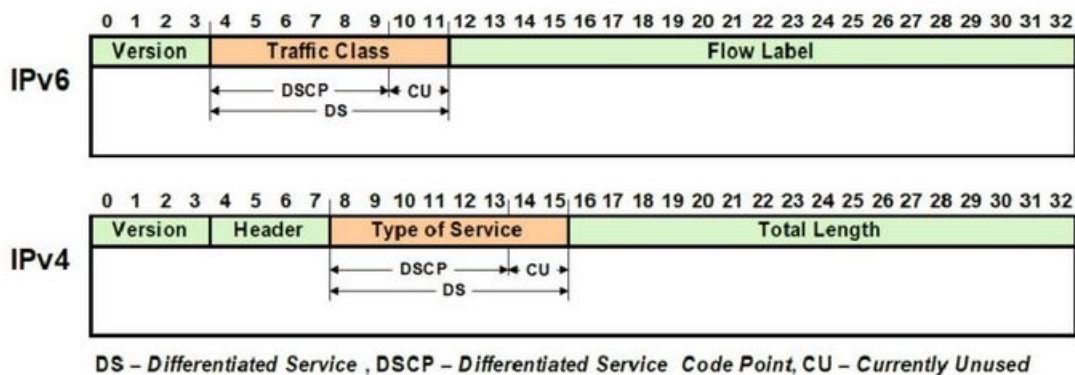 0 1 2 3 4 5 6 7 8 9 10 11 12 13 14 15 16 17 18 19 20 21 22 23 24 25 26 27 28 29 30 31 32
IPv6 Version Traffic Class Flow Label
DSCP CU
DS
0 1 2 3 4 5 6 7 8 9 10 11 12 13 14 15 16 17 18 19 20 21 22 23 24 25 26 27 28 29 30 31 32
IPv4 Version Header Type of Service Total Length
DSCP CU
DS
DS – Differentiated Service , DSCP – Differentiated Service Code Point, CU – Currently Unused